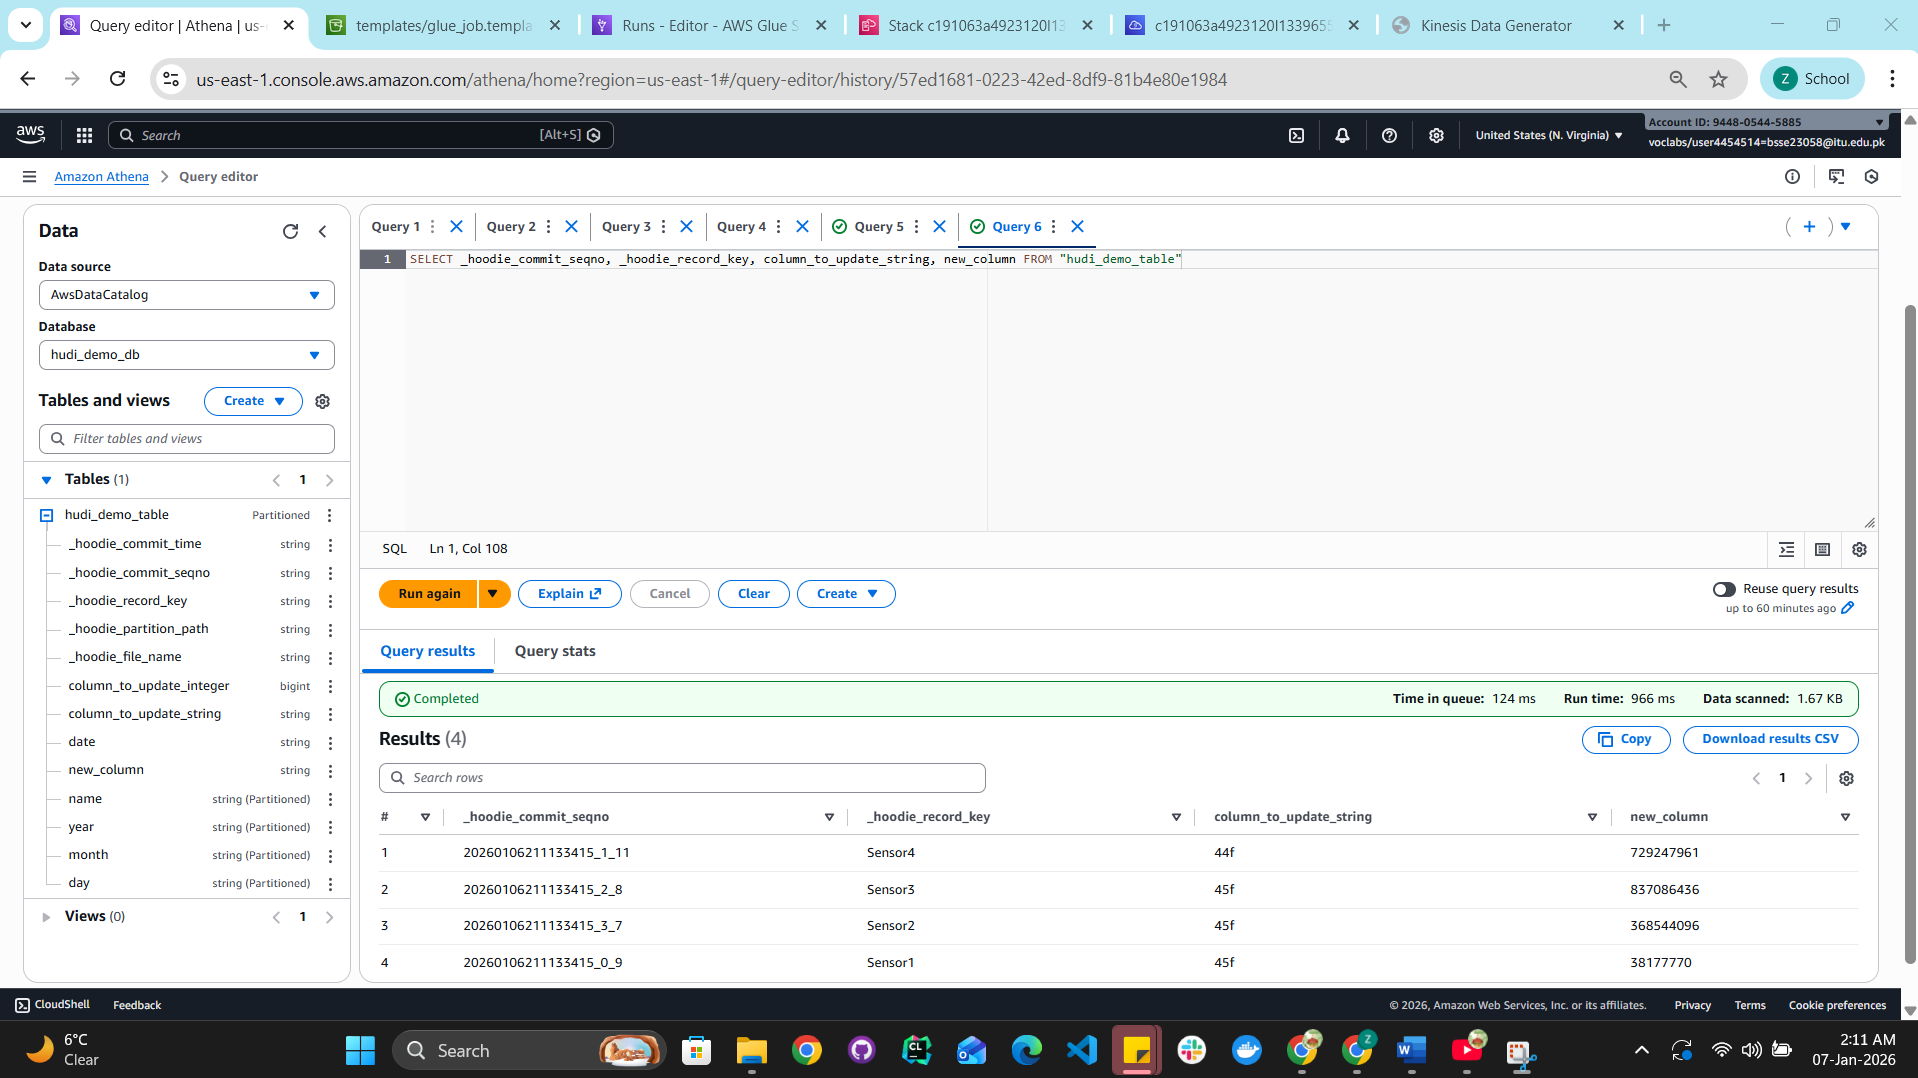 Query editor | Athena | us-
templates/glue_job.templa
Runs - Editor - AWS Glue S
Stack c191063a4923120l13
c191063a4923120l1339655
Kinesis Data Generator
us-east-1.console.aws.amazon.com/athena/home?region=us-east-1#/query-editor/history/57ed1681-0223-42ed-8df9-81b4e80e1984
Z School
aws
Search [Alt+S]
United States (N. Virginia)
Account ID: 9448-0544-5885
voclabs/user4454514=bsse23058@itu.edu.pk
Amazon Athena > Query editor
Data
Data source
AwsDataCatalog
Database
hudi_demo_db
Tables and views Create
Filter tables and views
Tables (1) 1
hudi_demo_table Partitioned
_hoodie_commit_time string
_hoodie_commit_seqno string
_hoodie_record_key string
_hoodie_partition_path string
_hoodie_file_name string
column_to_update_integer bigint
column_to_update_string string
date string
new_column string
name string (Partitioned)
year string (Partitioned)
month string (Partitioned)
day string (Partitioned)
Views (0) 1
Query 1 Query 2 Query 3 Query 4 Query 5 Query 6
1 SELECT _hoodie_commit_seqno, _hoodie_record_key, column_to_update_string, new_column FROM "hudi_demo_table"
SQL Ln 1, Col 108
Run again Explain Cancel Clear Create
Reuse query results
up to 60 minutes ago
Query results Query stats
Completed Time in queue: 124 ms Run time: 966 ms Data scanned: 1.67 KB
Results (4) Copy Download results CSV
Search rows 1
# _hoodie_commit_seqno _hoodie_record_key column_to_update_string new_column
1 20260106211133415_1_11 Sensor4 44f 729247961
2 20260106211133415_2_8 Sensor3 45f 837086436
3 20260106211133415_3_7 Sensor2 45f 368544096
4 20260106211133415_0_9 Sensor1 45f 38177770
CloudShell Feedback © 2026, Amazon Web Services, Inc. or its affiliates. Privacy Terms Cookie preferences
6°C
Clear
Search
2:11 AM
07-Jan-2026